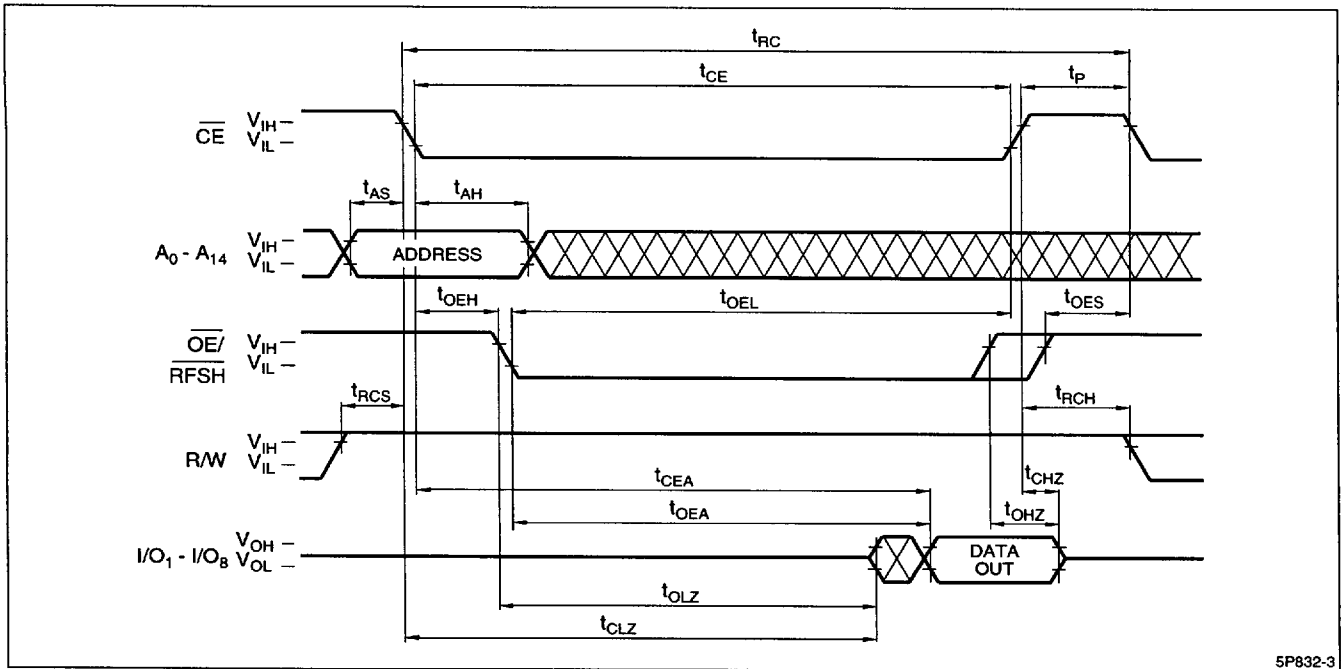 tRC
tCE tP
CE VIH
VIL
tAS tAH
A0 - A14 VIH
VIL
ADDRESS
tOEH tOEL tOES
OE/ VIH
RFSH VIL
tRCS tRCH
R/W VIH
VIL
tCEA tCHZ
tOEA tOHZ
I/O1 - I/O8 VOH
VOL
DATA
OUT
tOLZ
tCLZ
5P832-3